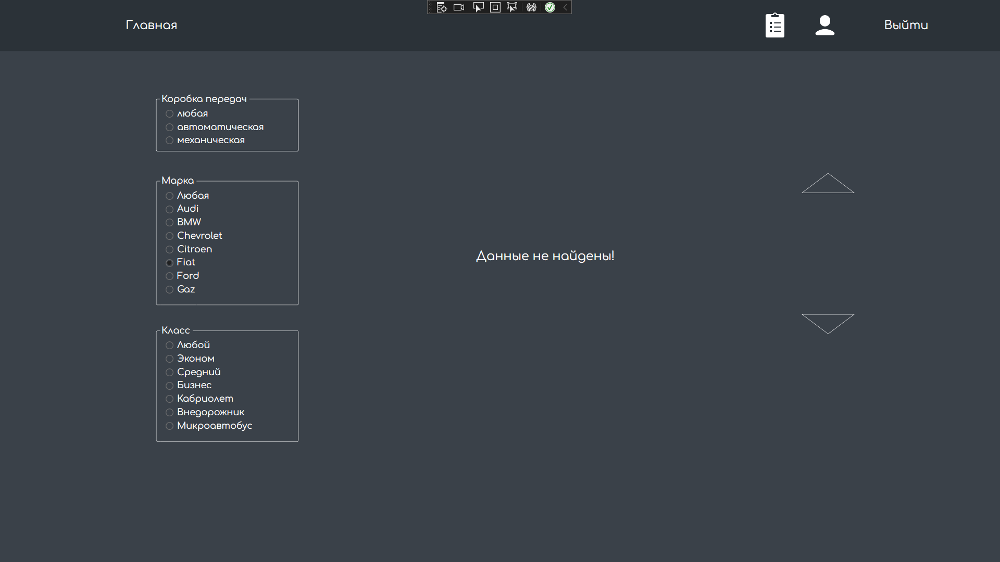 Главная
Выйти
Коробка передач
любая
автоматическая
механическая
Марка
Любая
Audi
BMW
Chevrolet
Citroen
Fiat
Ford
Gaz
Данные не найдены!
Класс
Любой
Эконом
Средний
Бизнес
Кабриолет
Внедорожник
Микроавтобус